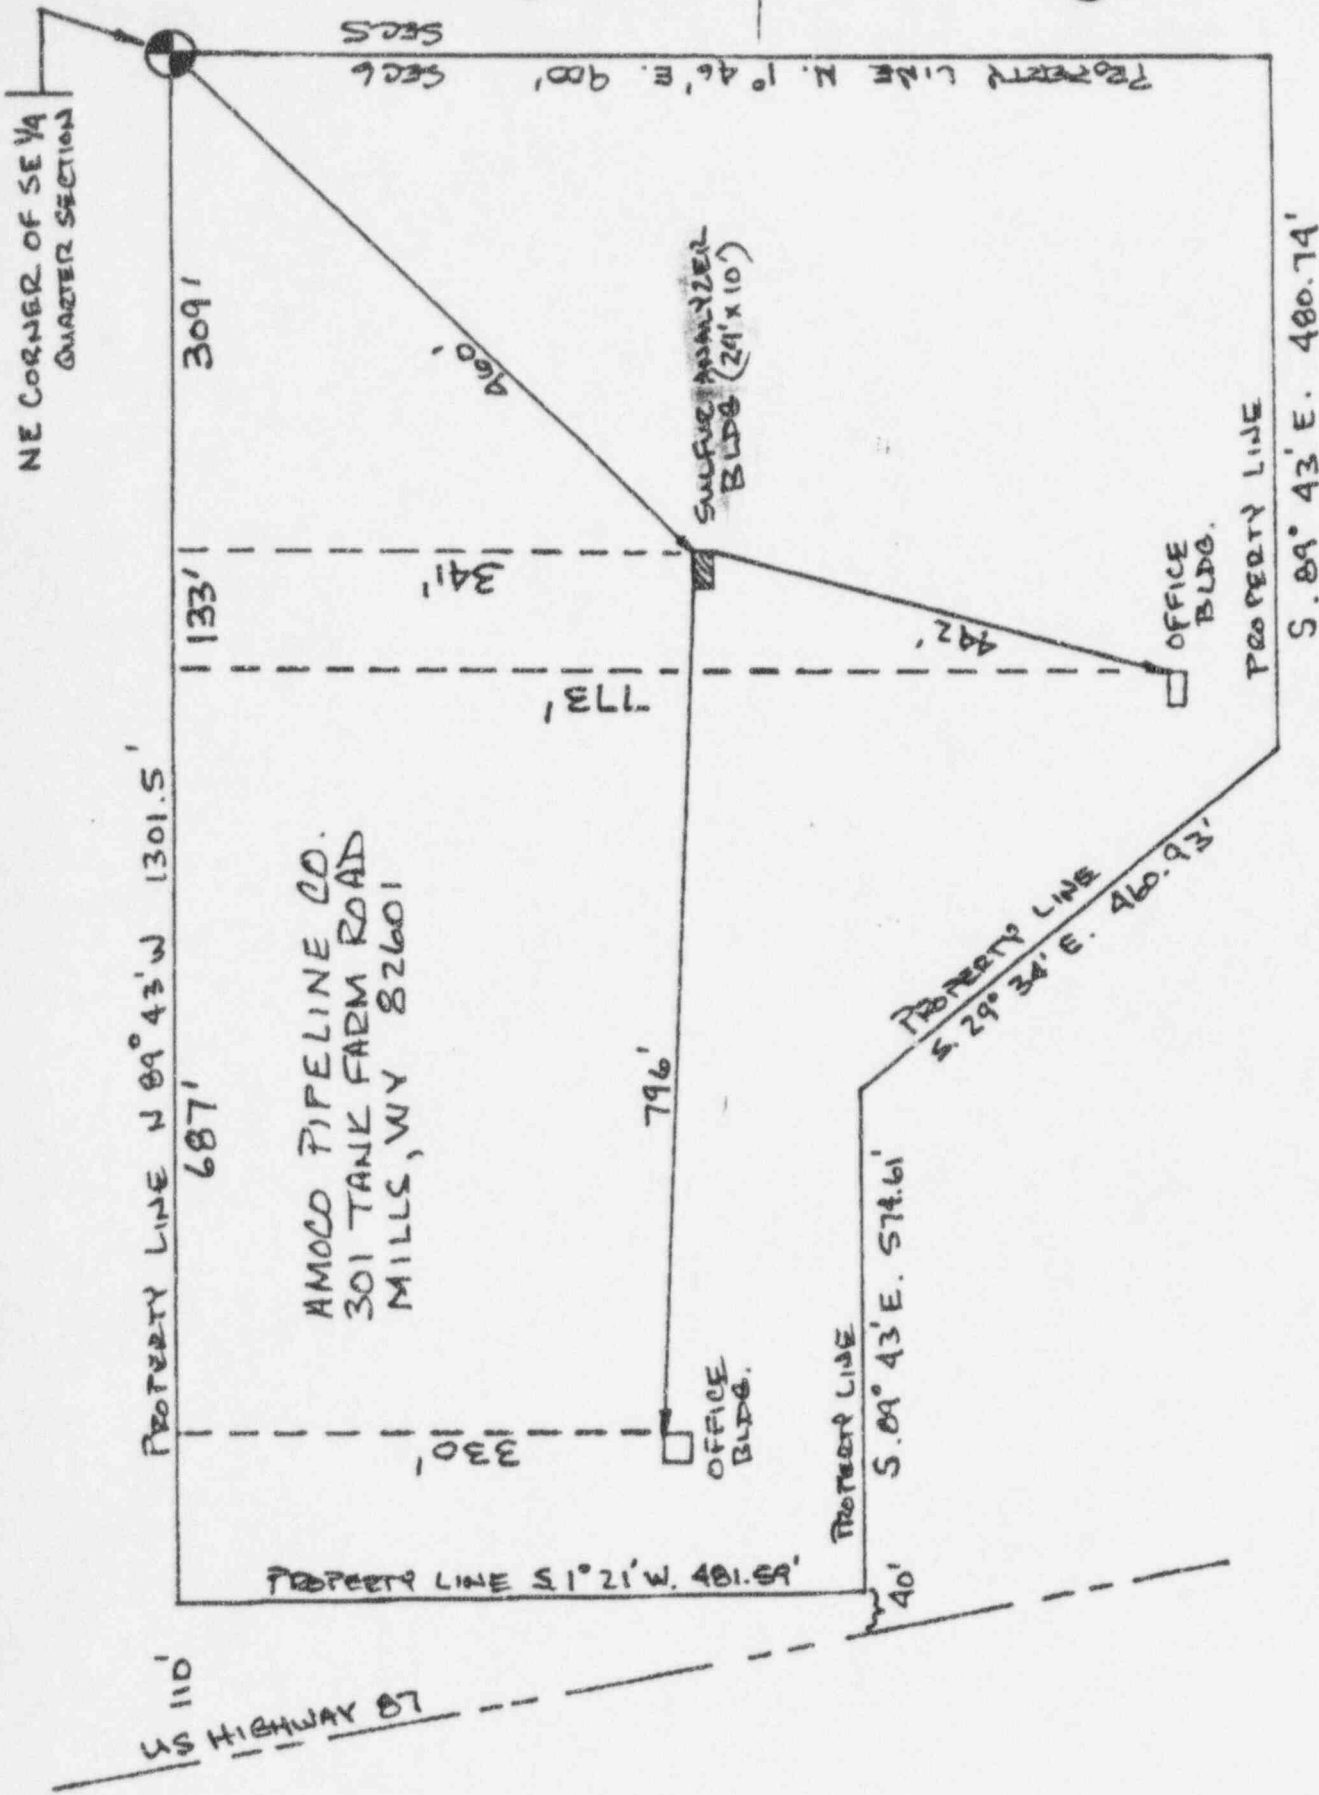 NE CORNER OF SE 1/4
QUARTER SECTION
SEC 5
SEC 6
PROPERTY LINE N. 1° 46' E. 900'
309'
133'
PROPERTY LINE N 89° 43' W 1301.5'
687'
110'
US HIGHWAY 87
460'
341'
773'
SULFUR ANALYZER
BLDG (24' x 10')
442'
OFFICE
BLDG.
AMOCO PIPELINE CO.
301 TANK FARM ROAD
MILLS, WY 82601
796'
330'
OFFICE
BLDG.
PROPERTY LINE S. 1° 21' W. 481.59'
40'
PROPERTY LINE
S. 89° 43' E. 574.61'
PROPERTY LINE
S. 29° 34' E. 460.93'
PROPERTY LINE
S. 89° 43' E. 480.74'